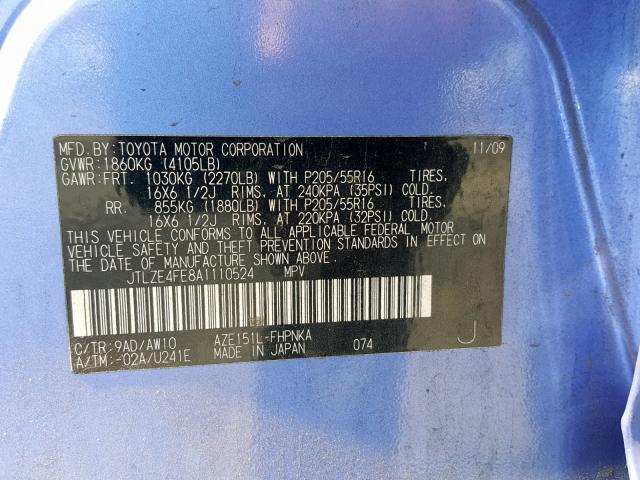 MFD. BY: TOYOTA MOTOR CORPORATION 11/09
GVWR: 1860KG (4105LB)
GAWR: FRT. 1030KG (2270LB) WITH P205/55R16 TIRES.
16X6 1/2J RIMS. AT 240KPA (35PSI) COLD.
RR. 855KG (1880LB) WITH P205/55R16 TIRES.
16X6 1/2J RIMS. AT 220KPA (32PSI) COLD.
THIS VEHICLE CONFORMS TO ALL APPLICABLE FEDERAL MOTOR
VEHICLE SAFETY AND THEFT PREVENTION STANDARDS IN EFFECT ON
THE DATE OF MANUFACTURE SHOWN ABOVE.
JTLZE4FE8A1110524 MPV
C/TR: 9AD/AW10 AZE151L-FHPNKA
A/TM: -02A/U241E MADE IN JAPAN 074 J